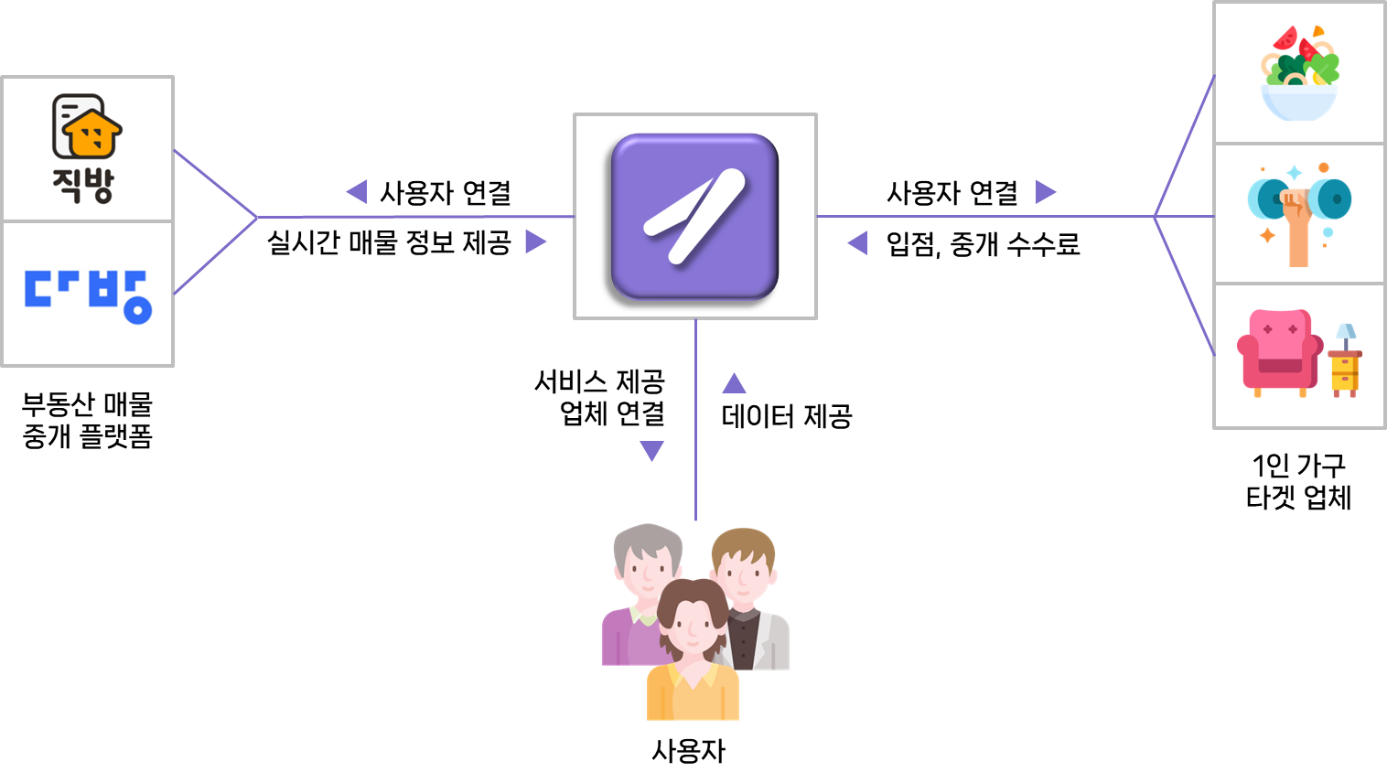 직방
다방
부동산 매물
중개 플랫폼
사용자 연결
실시간 매물 정보 제공
사용자 연결
입점, 중개 수수료
서비스 제공
업체 연결
데이터 제공
1인 가구
타겟 업체
사용자